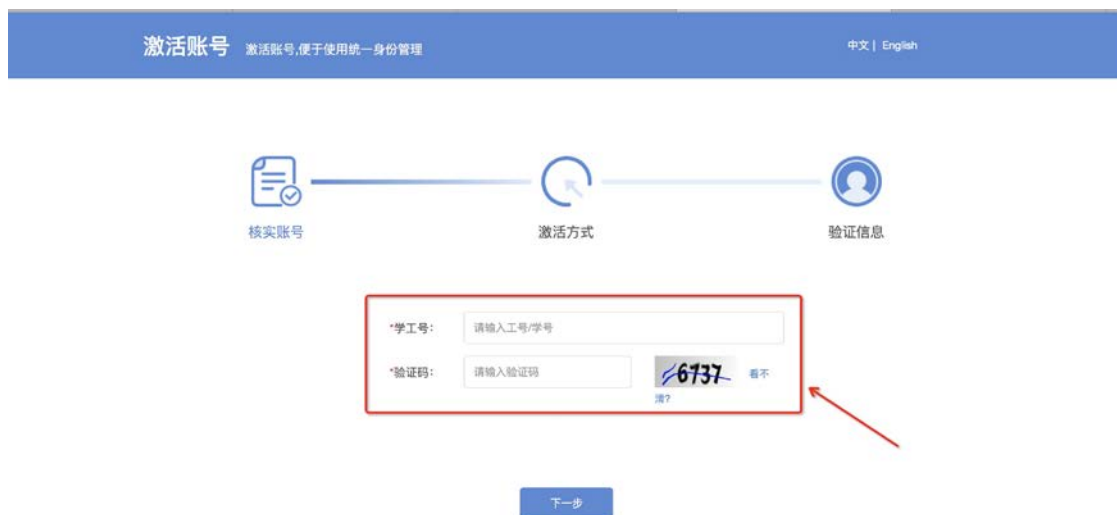 激活账号 激活账号,便于使用统一身份管理 中文 | English
核实账号 激活方式 验证信息
*学工号: 请输入工号/学号
*验证码: 请输入验证码 6737 看不
清?
下一步